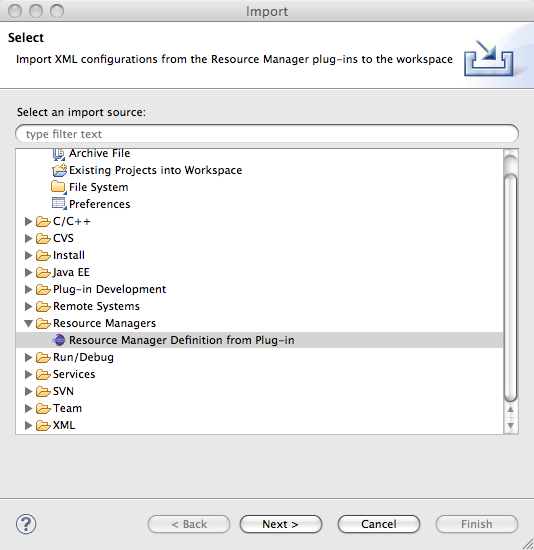 Import
Select
Import XML configurations from the Resource Manager plug-ins to the workspace
Select an import source:
type filter text
Archive File
Existing Projects into Workspace
File System
Preferences
C/C++
CVS
Install
Java EE
Plug-in Development
Remote Systems
Resource Managers
Resource Manager Definition from Plug-in
Run/Debug
Services
SVN
Team
XML
? < Back Next > Cancel Finish